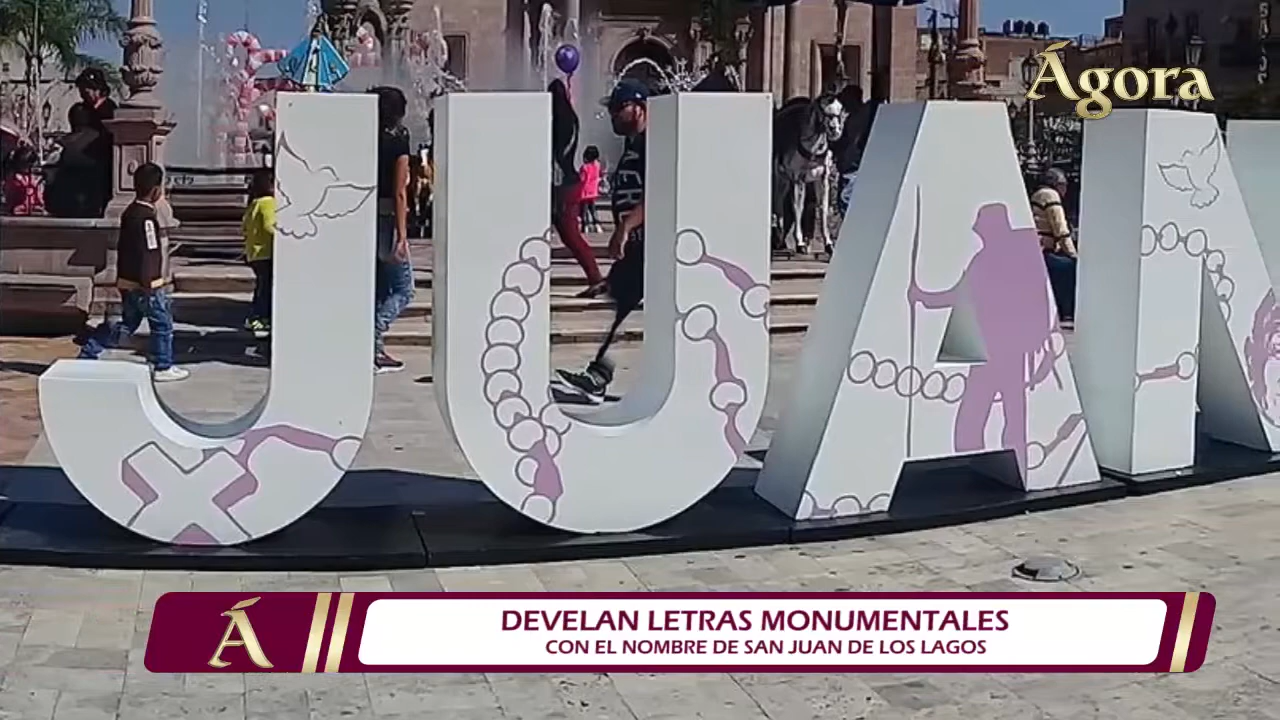 Ágora
JUAN
Á
DEVELAN LETRAS MONUMENTALES
CON EL NOMBRE DE SAN JUAN DE LOS LAGOS